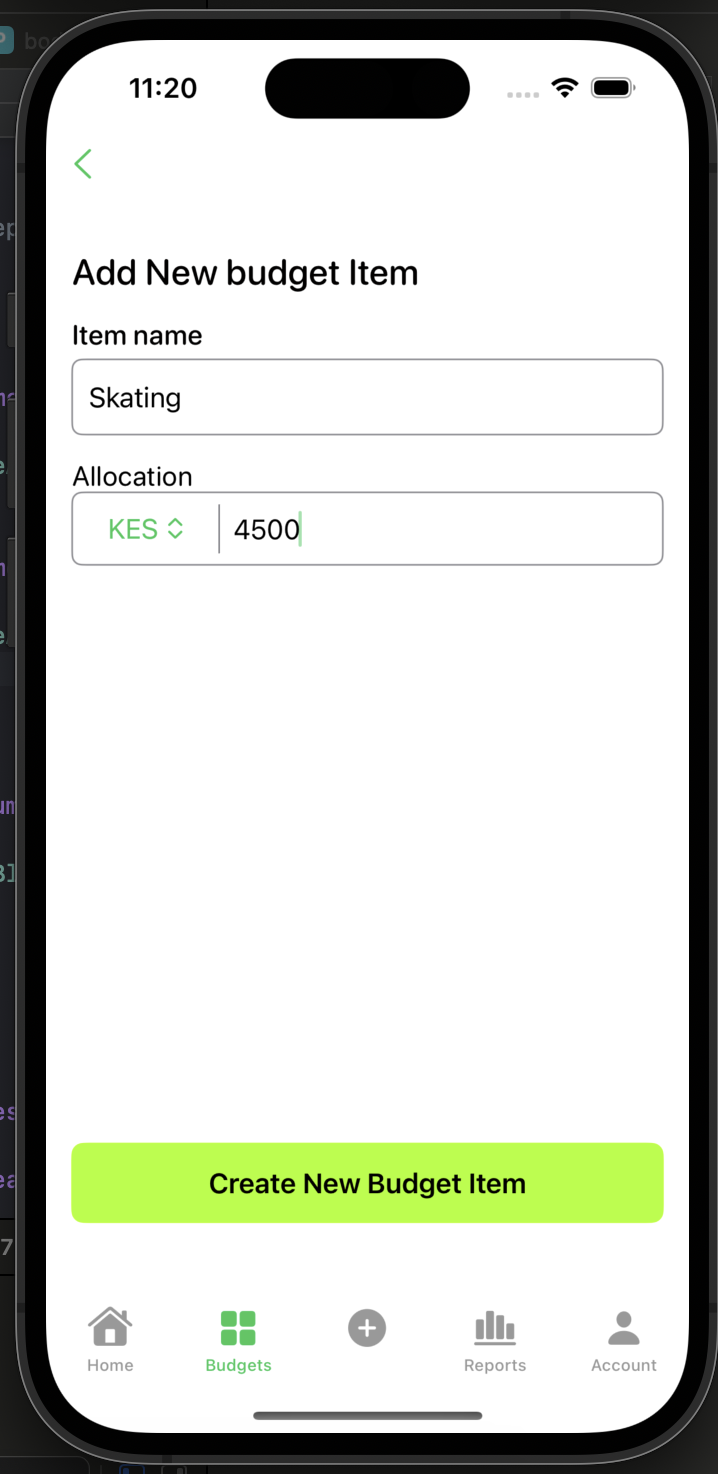 11:20
Add New budget Item
Item name
Skating
Allocation
KES 4500
Create New Budget Item
Home Budgets Reports Account